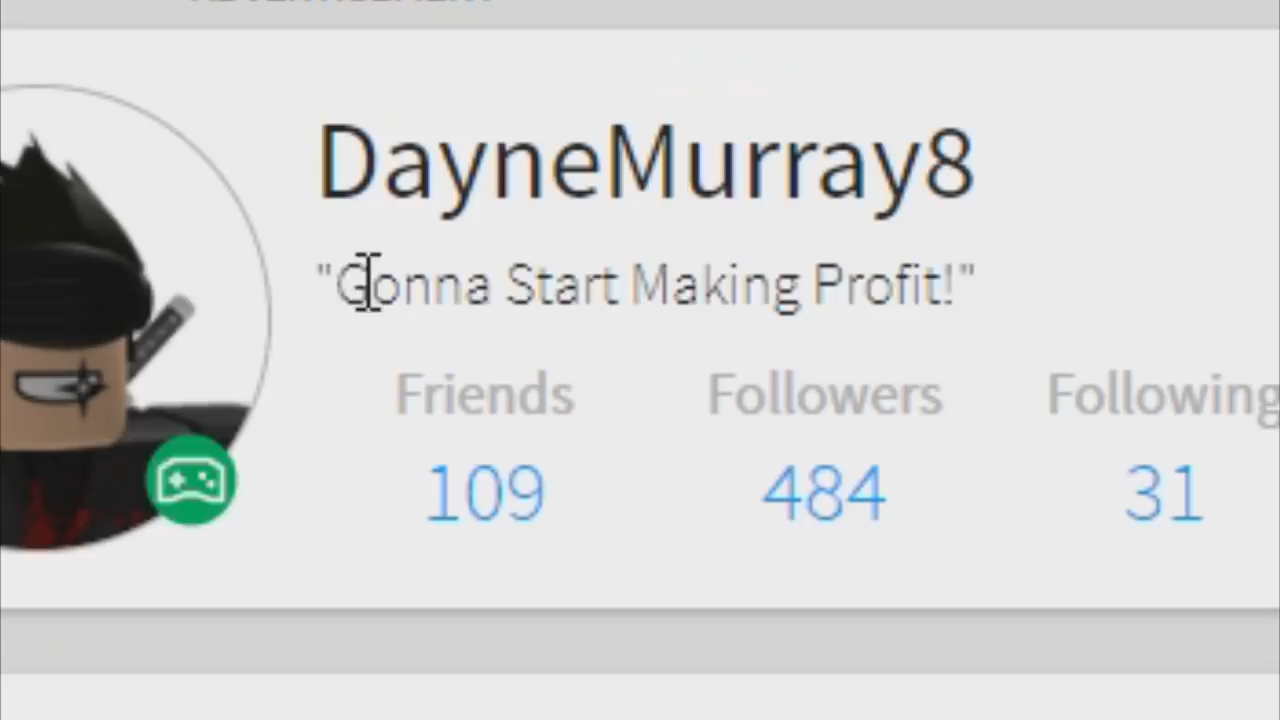 DayneMurray8
"Gonna Start Making Profit!"
Friends Followers Following
109 484 31